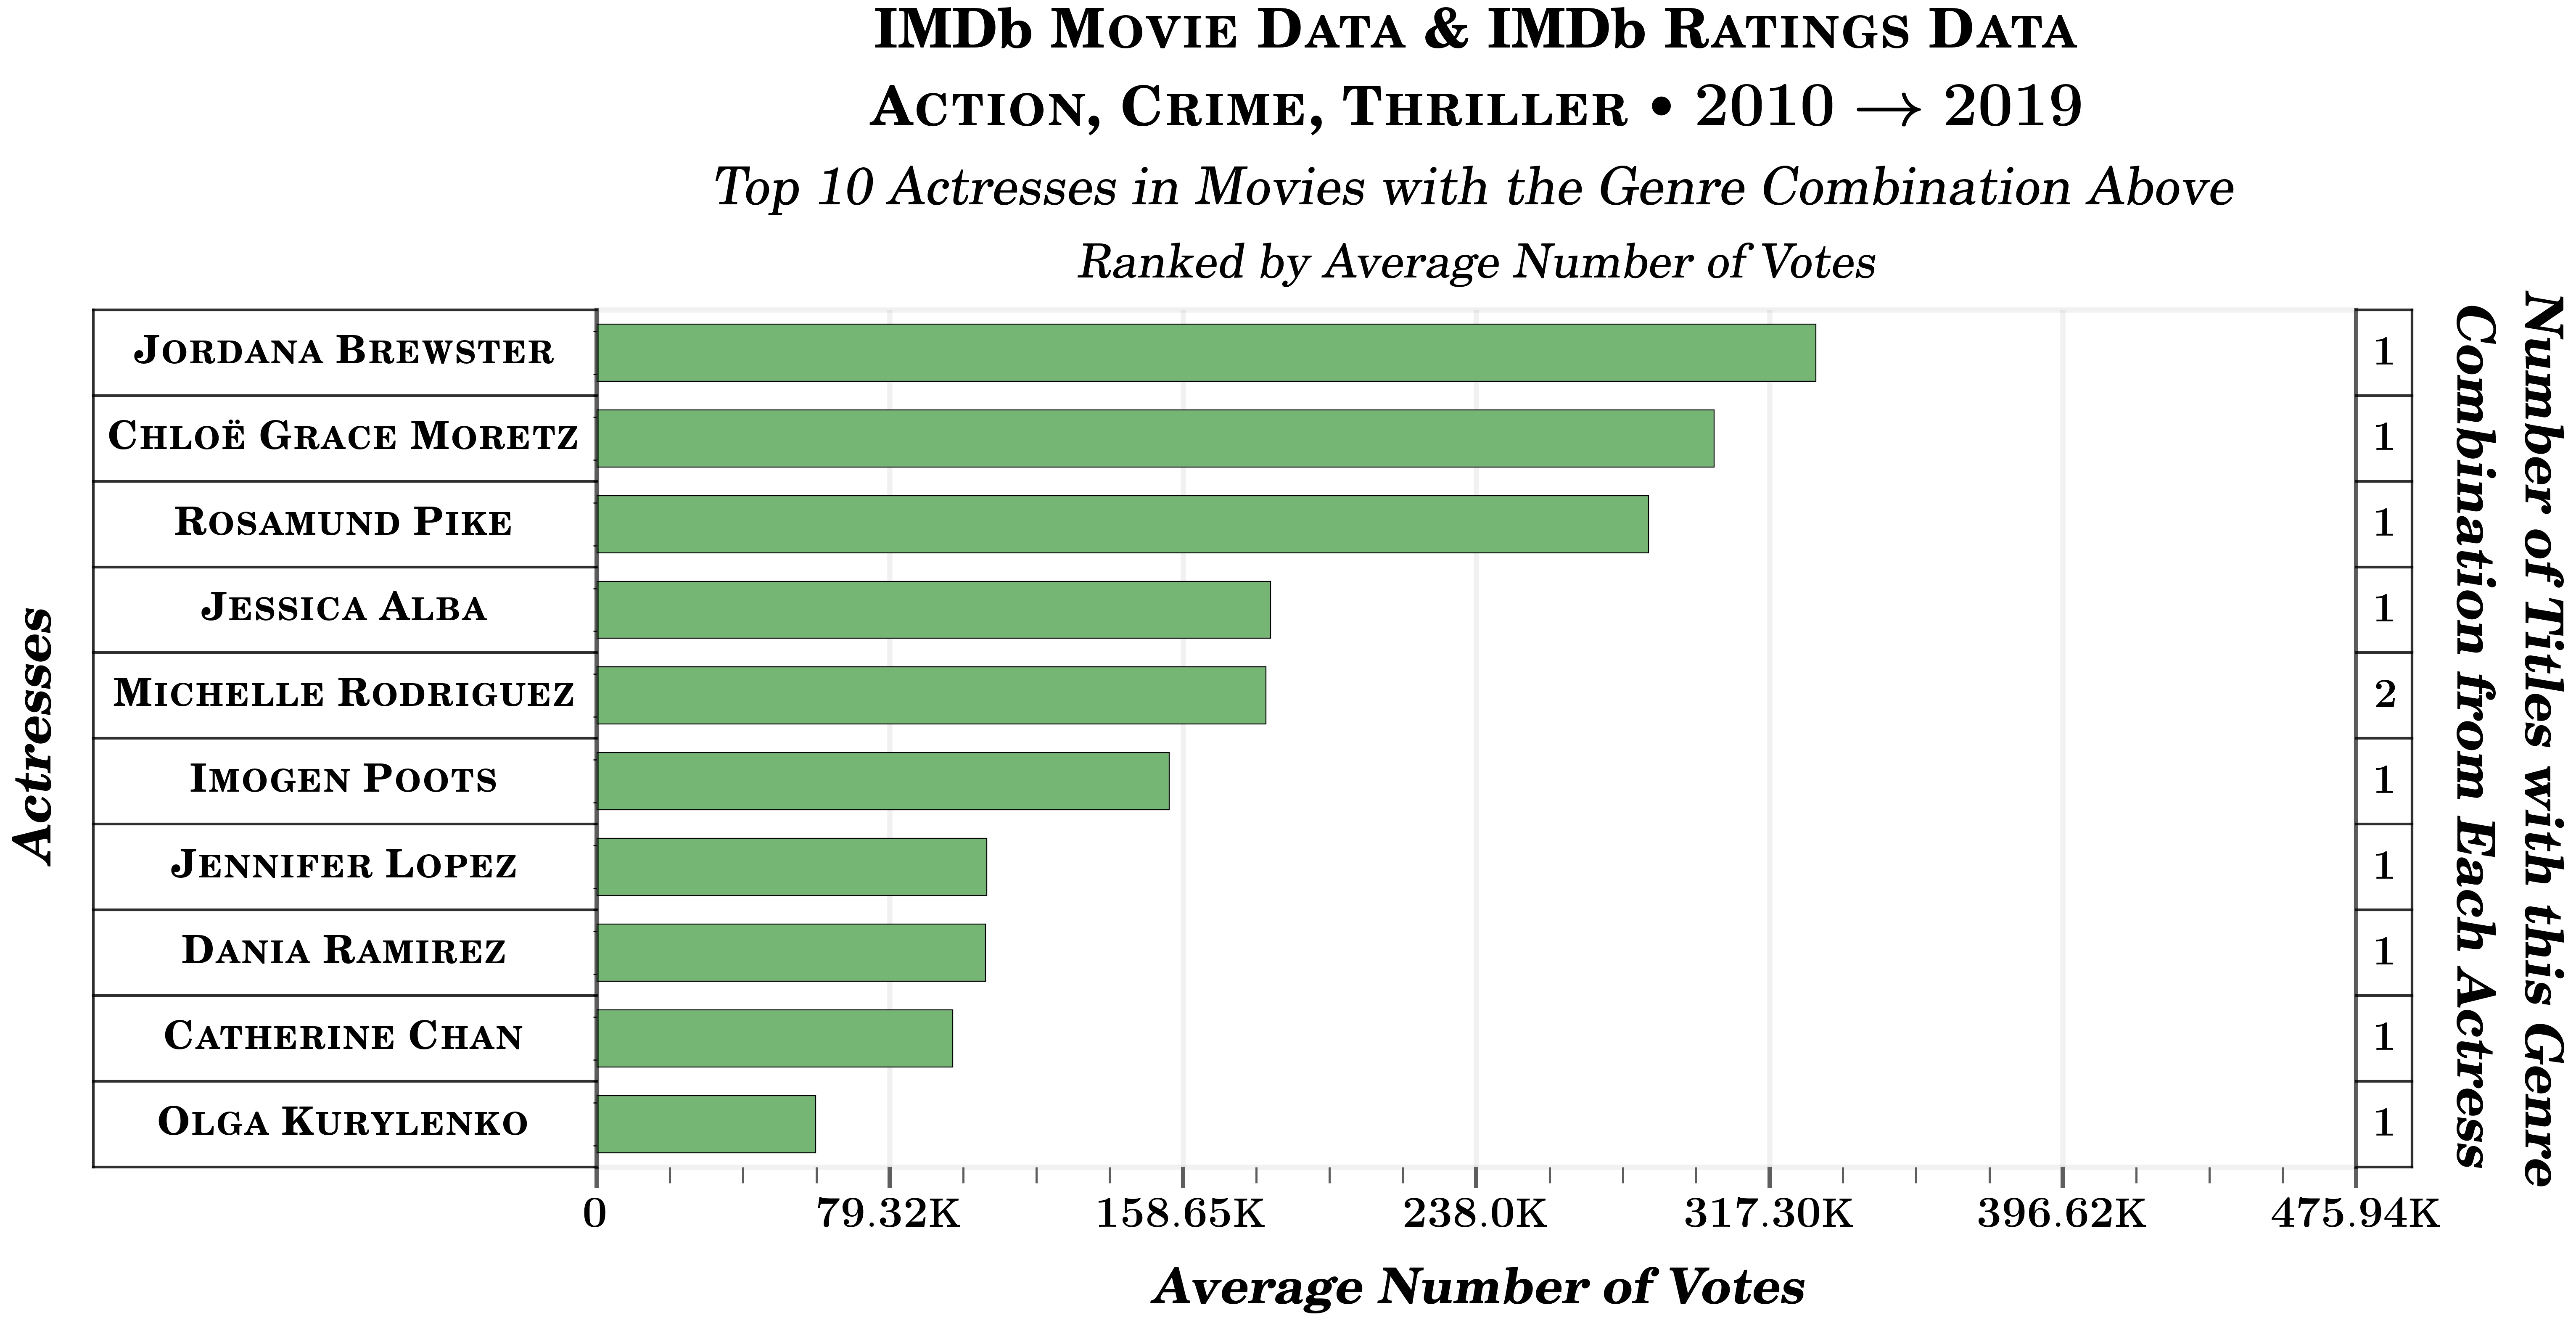 IMDb Movie Data & IMDb Ratings Data
Action, Crime, Thriller • 2010 → 2019
Top 10 Actresses in Movies with the Genre Combination Above
Ranked by Average Number of Votes
Actresses
Jordana Brewster 1
Chloë Grace Moretz 1
Rosamund Pike 1
Jessica Alba 1
Michelle Rodriguez 2
Imogen Poots 1
Jennifer Lopez 1
Dania Ramirez 1
Catherine Chan 1
Olga Kurylenko 1
0 79.32K 158.65K 238.0K 317.30K 396.62K 475.94K
Average Number of Votes
Number of Titles with this Genre
Combination from Each Actress